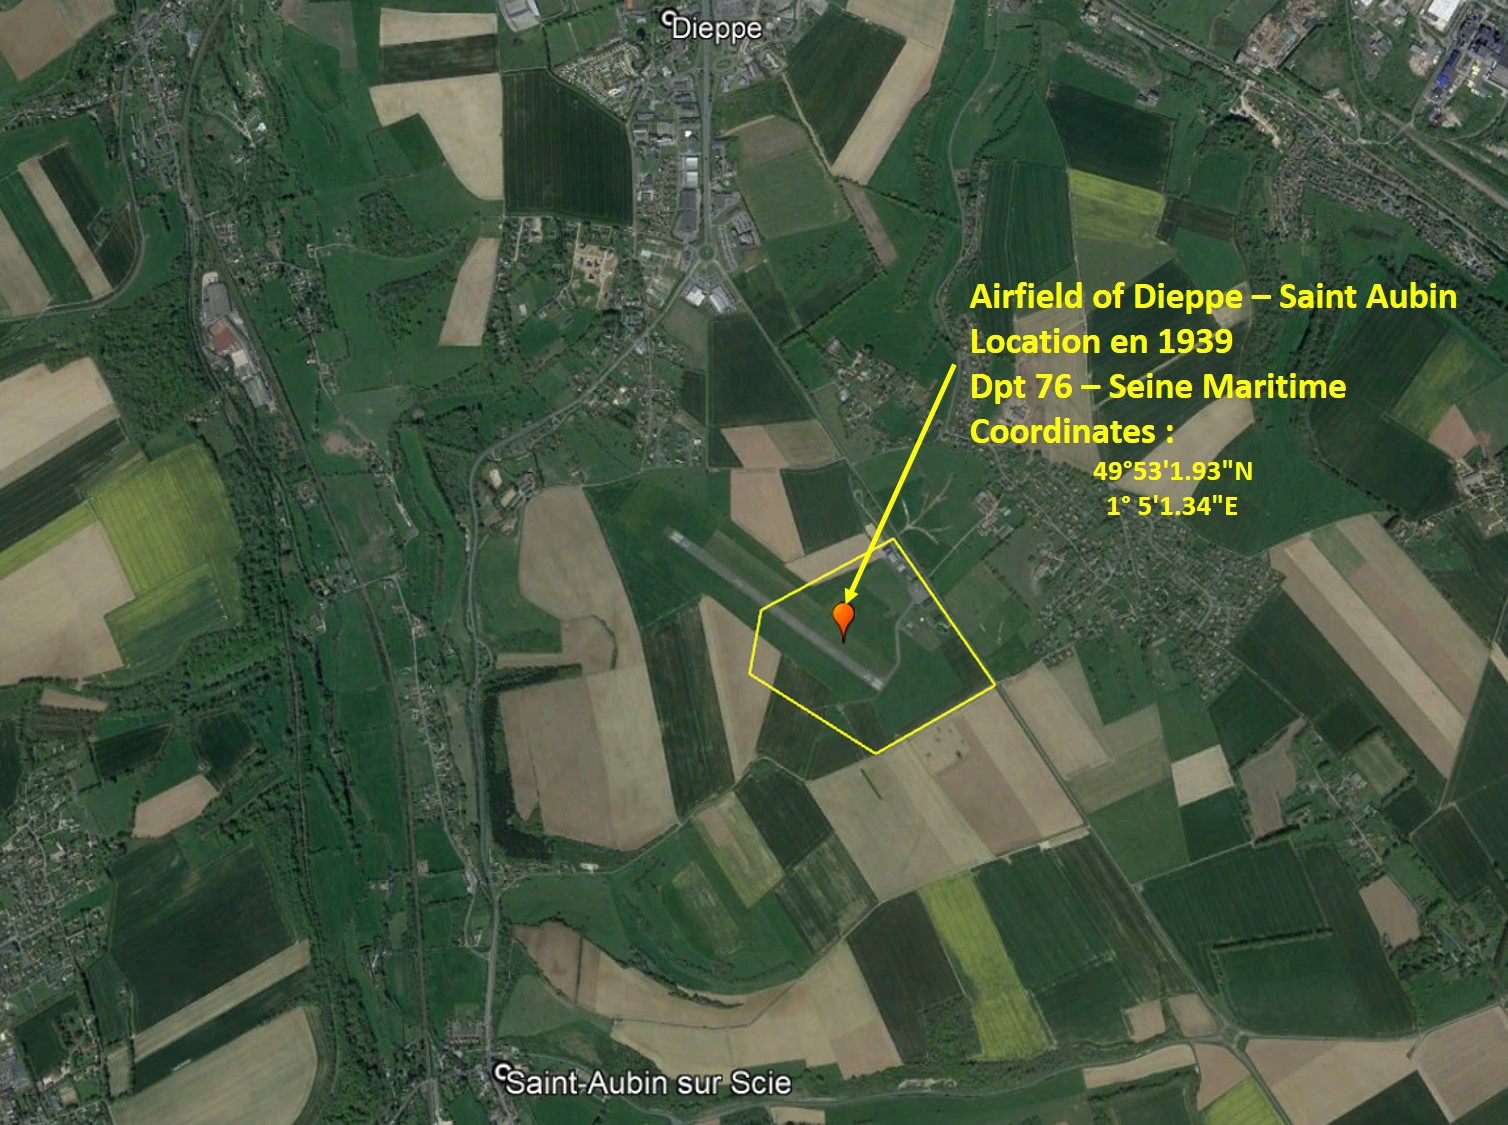 Dieppe
Airfield of Dieppe – Saint Aubin
Location en 1939
Dpt 76 – Seine Maritime
Coordinates :
49°53'1.93"N
1° 5'1.34"E
Saint-Aubin sur Scie